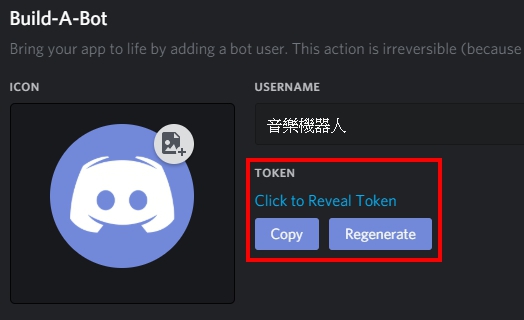 Build-A-Bot
Bring your app to life by adding a bot user. This action is irreversible (because
ICON
USERNAME
音樂機器人
TOKEN
Click to Reveal Token
Copy
Regenerate